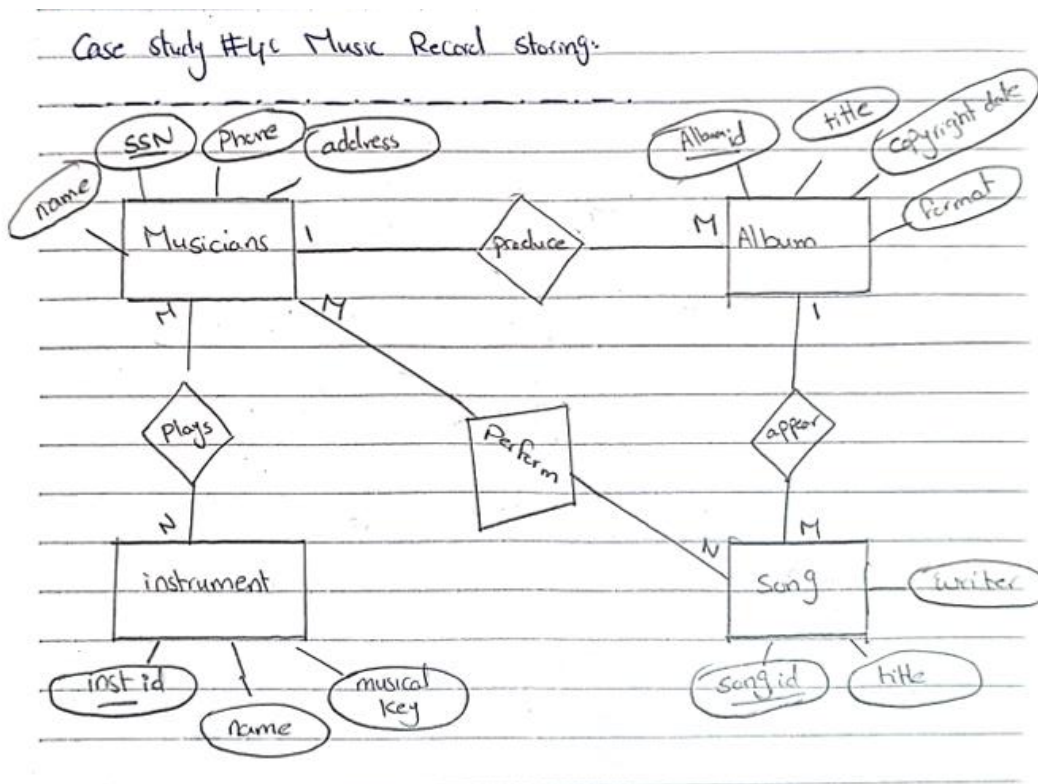 Case study #4c Music Record storing:
name
SSN
Phone
address
Album id
title
copyright date
format
Musicians
1
produce
M
Album
M
M
1
plays
Perform
appear
N
N
M
instrument
Song
writer
inst id
name
musical
key
song id
title